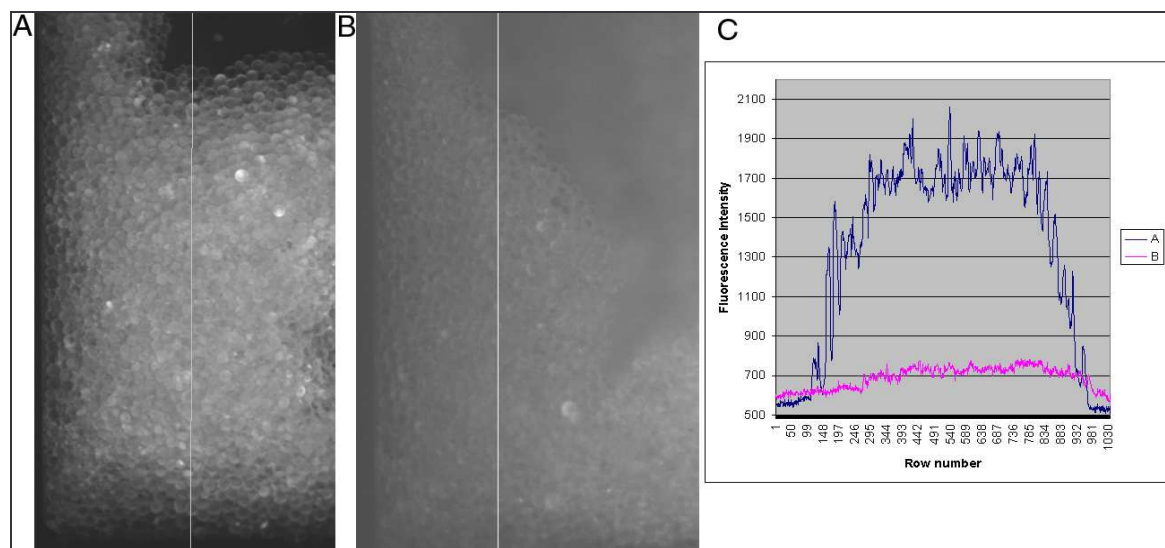 A
B
C
2100
1900
1700
1500
1300
1100
900
700
500
Fluorescence Intensity
1 50 99 148 197 246 295 344 393 442 491 540 589 638 687 736 785 834 883 932 981 1030
Row number
A
B